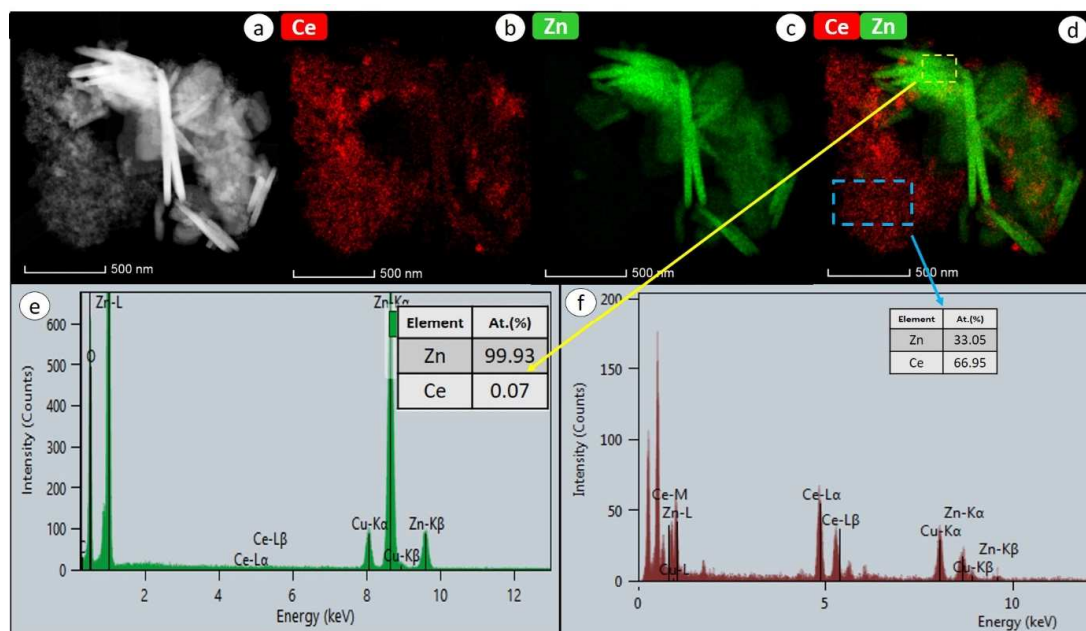 a
Ce
b
Zn
c
Ce Zn
d
500 nm
500 nm
500 nm
500 nm
e
Zn-L
Zn-Kα
O
Element At.(%)
Zn 99.93
Ce 0.07
600
500
400
300
200
100
0
Intensity (Counts)
Cu-Kα
Zn-Kβ
Cu-Kβ
Ce-Lβ
Ce-Lα
2 4 6 8 10 12
Energy (keV)
f
Element At.(%)
Zn 33.05
Ce 66.95
200
150
100
50
0
Intensity (Counts)
Ce-M
Zn-L
Cu-L
Ce-Lα
Ce-Lβ
Zn-Kα
Cu-Kα
Zn-Kβ
Cu-Kβ
0 5 10
Energy (keV)